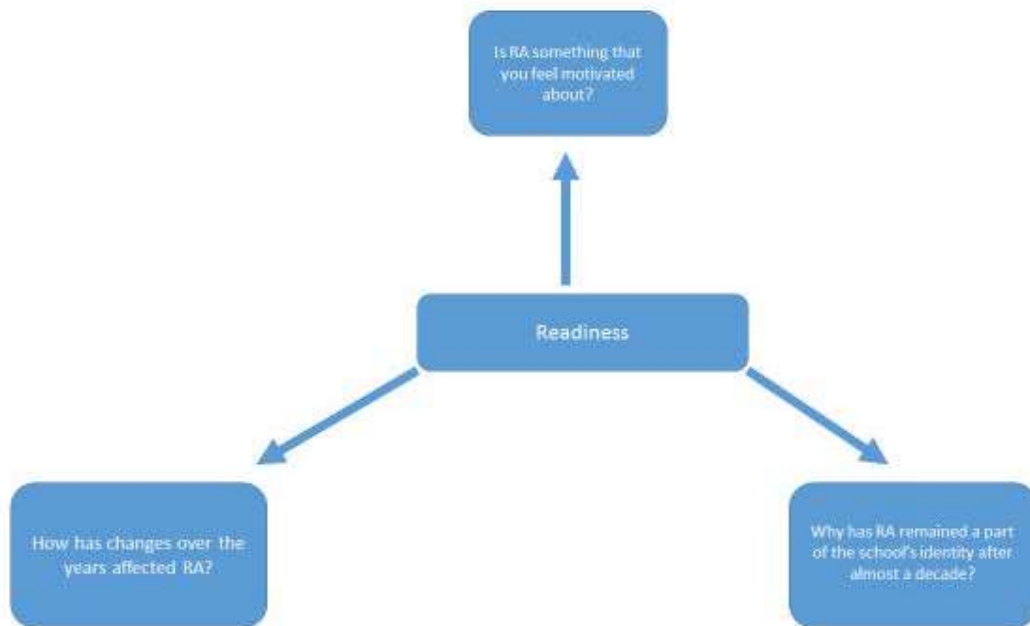 Is RA something that
you feel motivated
about?
Readiness
How has changes over the
years affected RA?
Why has RA remained a part
of the school's identity after
almost a decade?